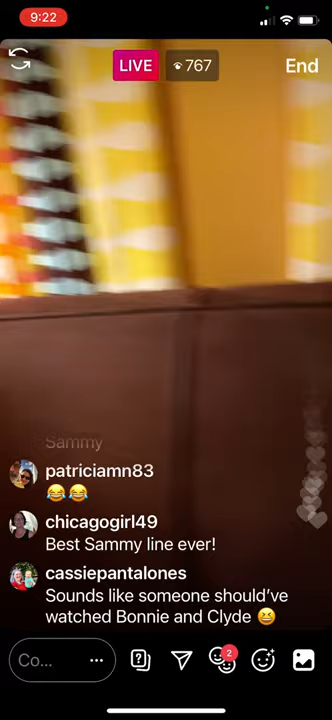 9:22
LIVE
767
End
Sammy
patriciamn83
😂😂
chicagogirl49
Best Sammy line ever!
cassiepantalones
Sounds like someone should've
watched Bonnie and Clyde 😆
Co...
2